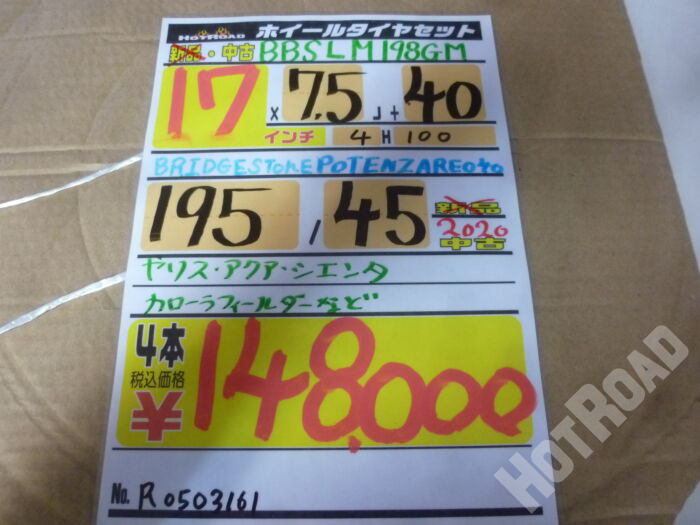 HOTROAD ホイールタイヤセット
新品・中古 BBS LM198GM
17 x 7.5 J + 40
インチ 4 H 100
BRIDGESTONE POTENZA RE040
195 / 45 新品
2020
中古
ヤリス・アクア・シエンタ
カローラフィールダーなど
4本
税込価格
¥148,000
No. R0503161
HOTROAD